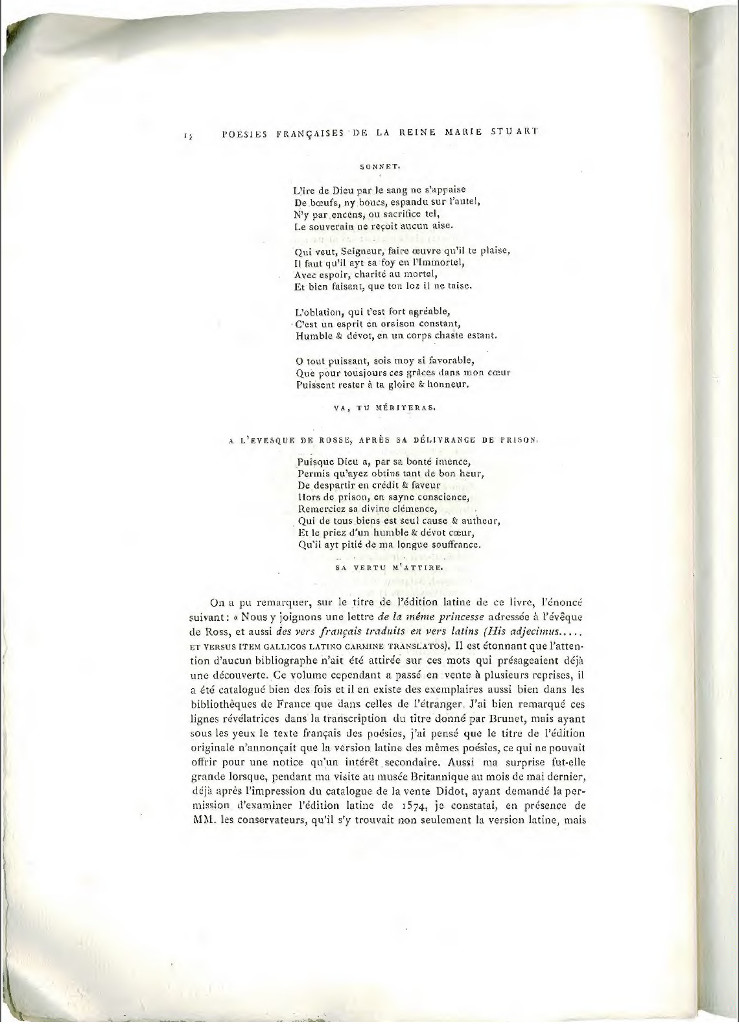 POESIES FRANÇAISES DE LA REINE MARIE STUART
SONNET.
L'ire de Dieu par le sang ne s'appaise
De bœufs, ny boucs, espandu sur l'autel,
N'y par encens, ou sacrifice tel,
Le souverain ne reçoit aucun aise.
Qui veut, Seigneur, faire œuvre qu'il te plaise,
Il faut qu'il ayt sa foy en l'Immortel,
Avec espoir, charité au mortel,
Et bien faisant, que ton loz il ne taise.
L'oblation, qui t'est fort agréable,
C'est un esprit en oraison constant,
Humble & dévot, en un corps chaste estant.
O tout puissant, sois moy si favorable,
Que pour tousjours ces grâces dans mon cœur
Puissent rester à ta gloire & honneur.
VA, TU MÉRITERAS.
A L'EVESQUE DE ROSSE, APRÈS SA DÉLIVRANCE DE PRISON.
Puisque Dieu a, par sa bonté imence,
Permis qu'ayez obtins tant de bon heur,
De despartir en crédit & faveur
Hors de prison, en sayne conscience,
Remerciez sa divine clémence,
Qui de tous biens est seul cause & autheur,
Et le priez d'un humble & dévot cœur,
Qu'il ayt pitié de ma longue souffrance.
SA VERTU M'ATTIRE.
On a pu remarquer, sur le titre de l'édition latine de ce livre, l'énoncé
suivant : « Nous y joignons une lettre de la même princesse adressée à l'évêque
de Ross, et aussi des vers français traduits en vers latins (His adjecimus.....
ET VERSUS ITEM GALLICOS LATINO CARMINE TRANSLATOS). Il est étonnant que l'atten-
tion d'aucun bibliographe n'ait été attirée sur ces mots qui présageaient déjà
une découverte. Ce volume cependant a passé en vente à plusieurs reprises, il
a été catalogué bien des fois et il en existe des exemplaires aussi bien dans les
bibliothèques de France que dans celles de l'étranger. J'ai bien remarqué ces
lignes révélatrices dans la transcription du titre donné par Brunet, mais ayant
sous les yeux le texte français des poésies, j'ai pensé que le titre de l'édition
originale n'annonçait que la version latine des mêmes poésies, ce qui ne pouvait
offrir pour une notice qu'un intérêt secondaire. Aussi ma surprise fut-elle
grande lorsque, pendant ma visite au musée Britannique au mois de mai dernier,
déjà après l'impression du catalogue de la vente Didot, ayant demandé la per-
mission d'examiner l'édition latine de 1574, je constatai, en présence de
MM. les conservateurs, qu'il s'y trouvait non seulement la version latine, mais